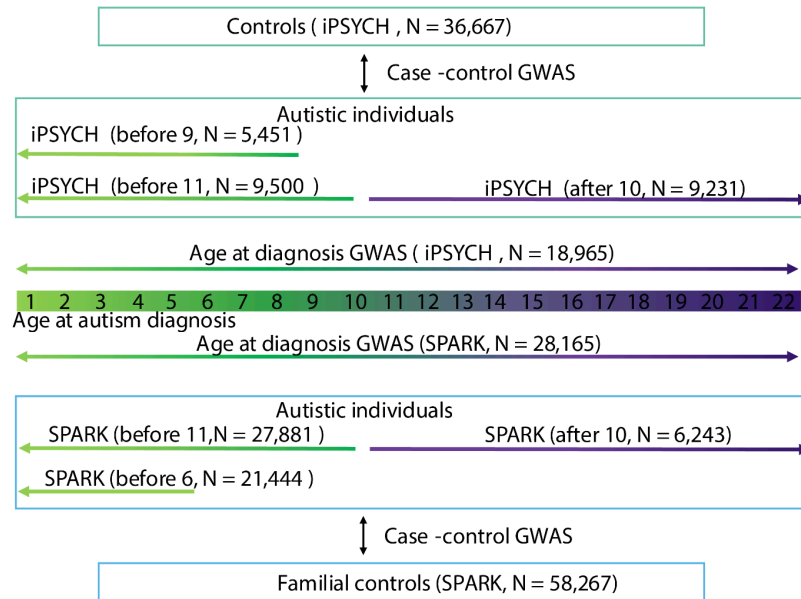 Controls ( iPSYCH , N = 36,667)
Case -control GWAS
Autistic individuals
iPSYCH (before 9, N = 5,451 )
iPSYCH (before 11, N = 9,500 )
iPSYCH (after 10, N = 9,231)
Age at diagnosis GWAS ( iPSYCH , N = 18,965)
1 2 3 4 5 6 7 8 9 10 11 12 13 14 15 16 17 18 19 20 21 22
Age at autism diagnosis
Age at diagnosis GWAS (SPARK, N = 28,165)
Autistic individuals
SPARK (before 11,N = 27,881 )
SPARK (after 10, N = 6,243)
SPARK (before 6, N = 21,444 )
Case -control GWAS
Familial controls (SPARK, N = 58,267)